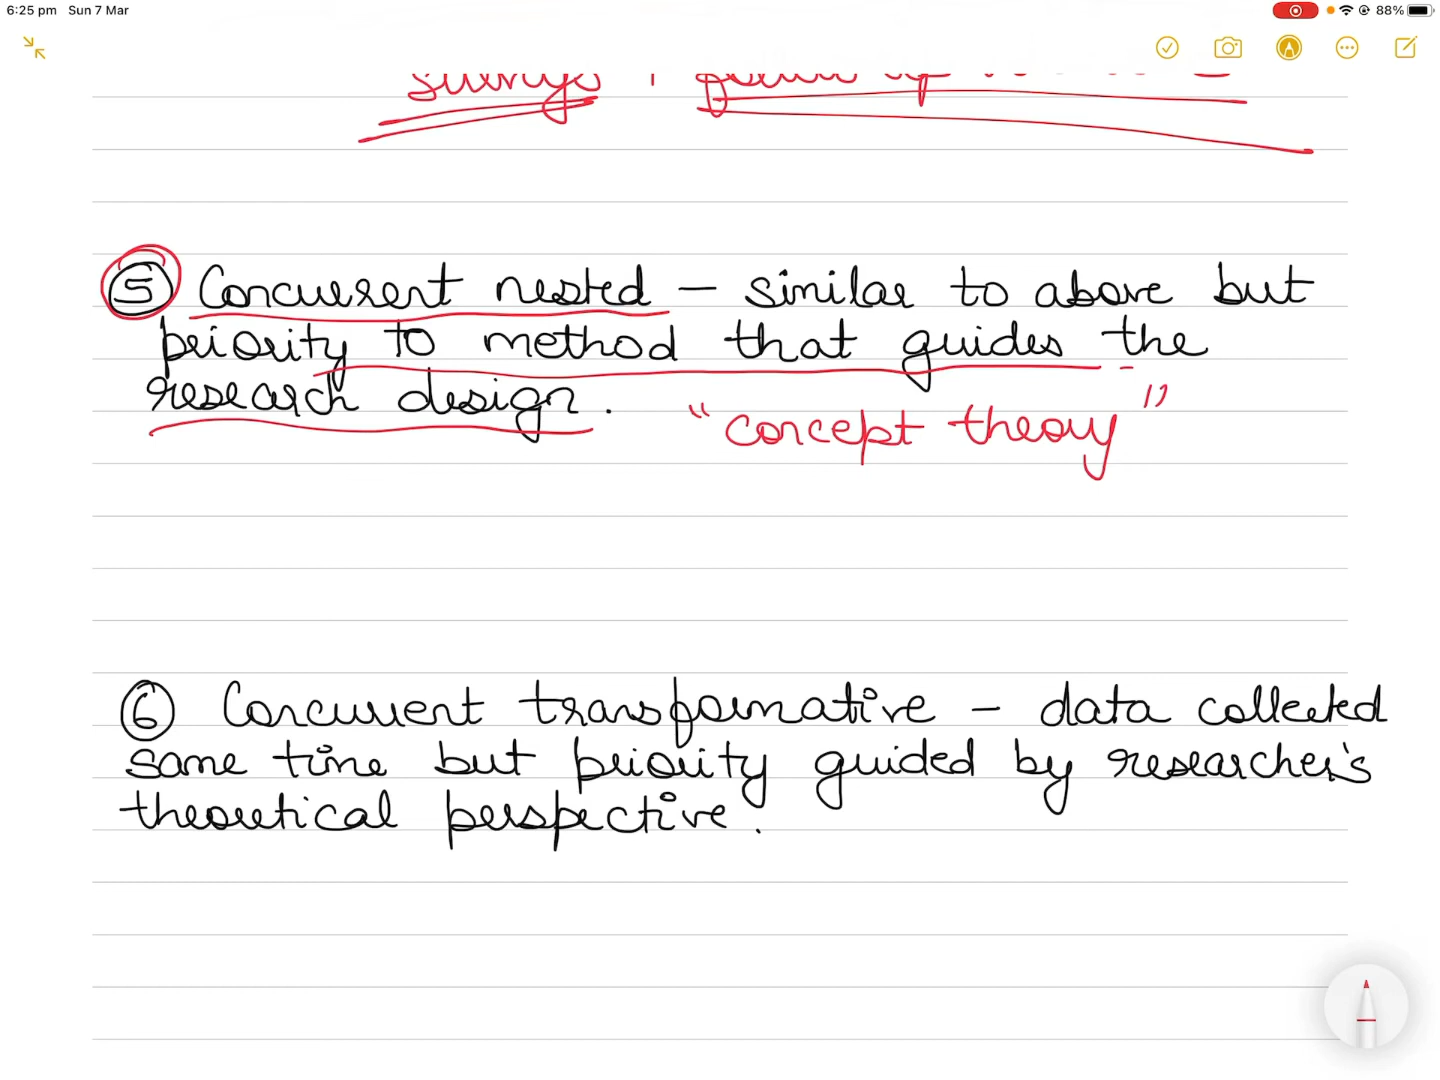 6:25 pm Sun 7 Mar 88%
⑤ Concurrent nested – similar to above but
priority to method that guides the
research design.
"concept theory"
⑥ Concurrent transformative – data collected
same time but priority guided by researcher's
theoretical perspective.